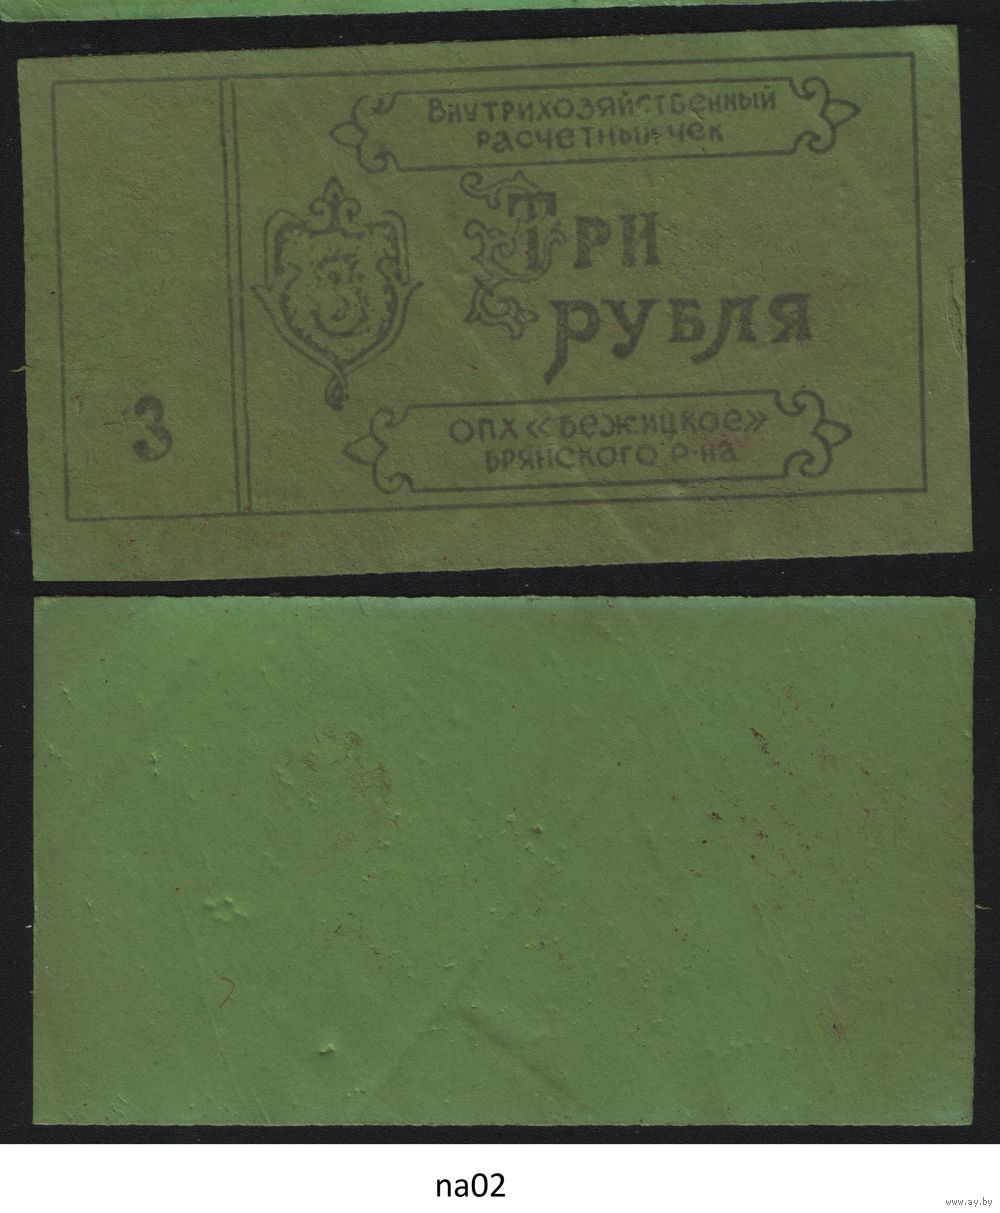 Внутрихозяйственный
расчетный чек
Три
рубля
3
ОПХ «Бежицкое»
Брянского р-на
na02
www.ay.by